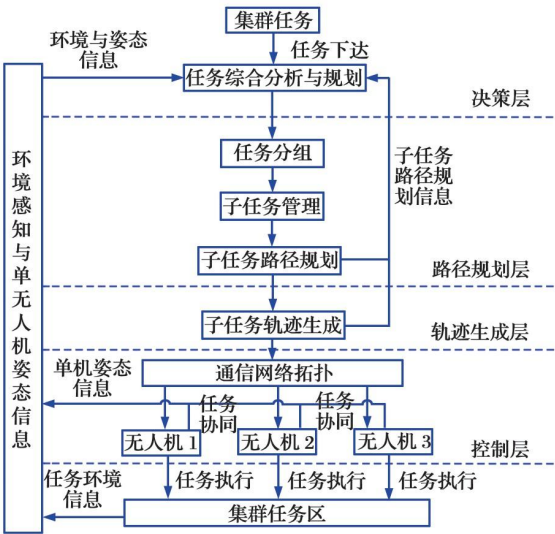 集群任务
环境与姿态
信息
任务下达
任务综合分析与规划
决策层
任务分组
子任务
路径规
划信息
子任务管理
子任务路径规划
路径规划层
子任务轨迹生成
轨迹生成层
环境感知与单无人机姿态信息
单机姿态
信息
通信网络拓扑
任务
协同
任务
协同
无人机 1
无人机 2
无人机 3
控制层
任务环境
信息
任务执行
任务执行
任务执行
集群任务区